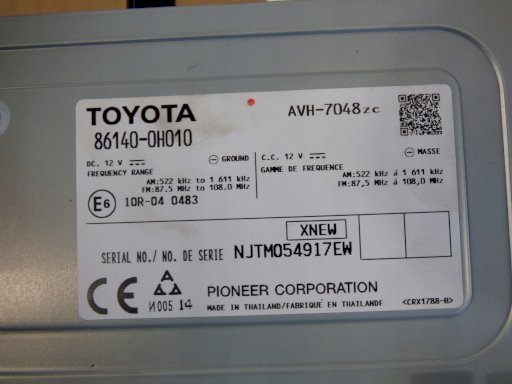 TOYOTA
AVH-7048zc
86140-0H010
DC. 12 V
GROUND
C.C. 12 V
MASSE
FREQUENCY RANGE
GAMME DE FREQUENCE
AM:522 kHz to 1 611 kHz
AM:522 kHz á 1 611 kHz
FM:87.5 MHz to 108.0 MHz
FM:87,5 MHz á 108,0 MHz
E6
10R-04 0483
XNEW
SERIAL NO./ NO. DE SERIE NJTM054917EW
CE
AA
И005 14
PIONEER CORPORATION
MADE IN THAILAND/FABRIQUÉ EN THAILANDE
<CRX1788-B>